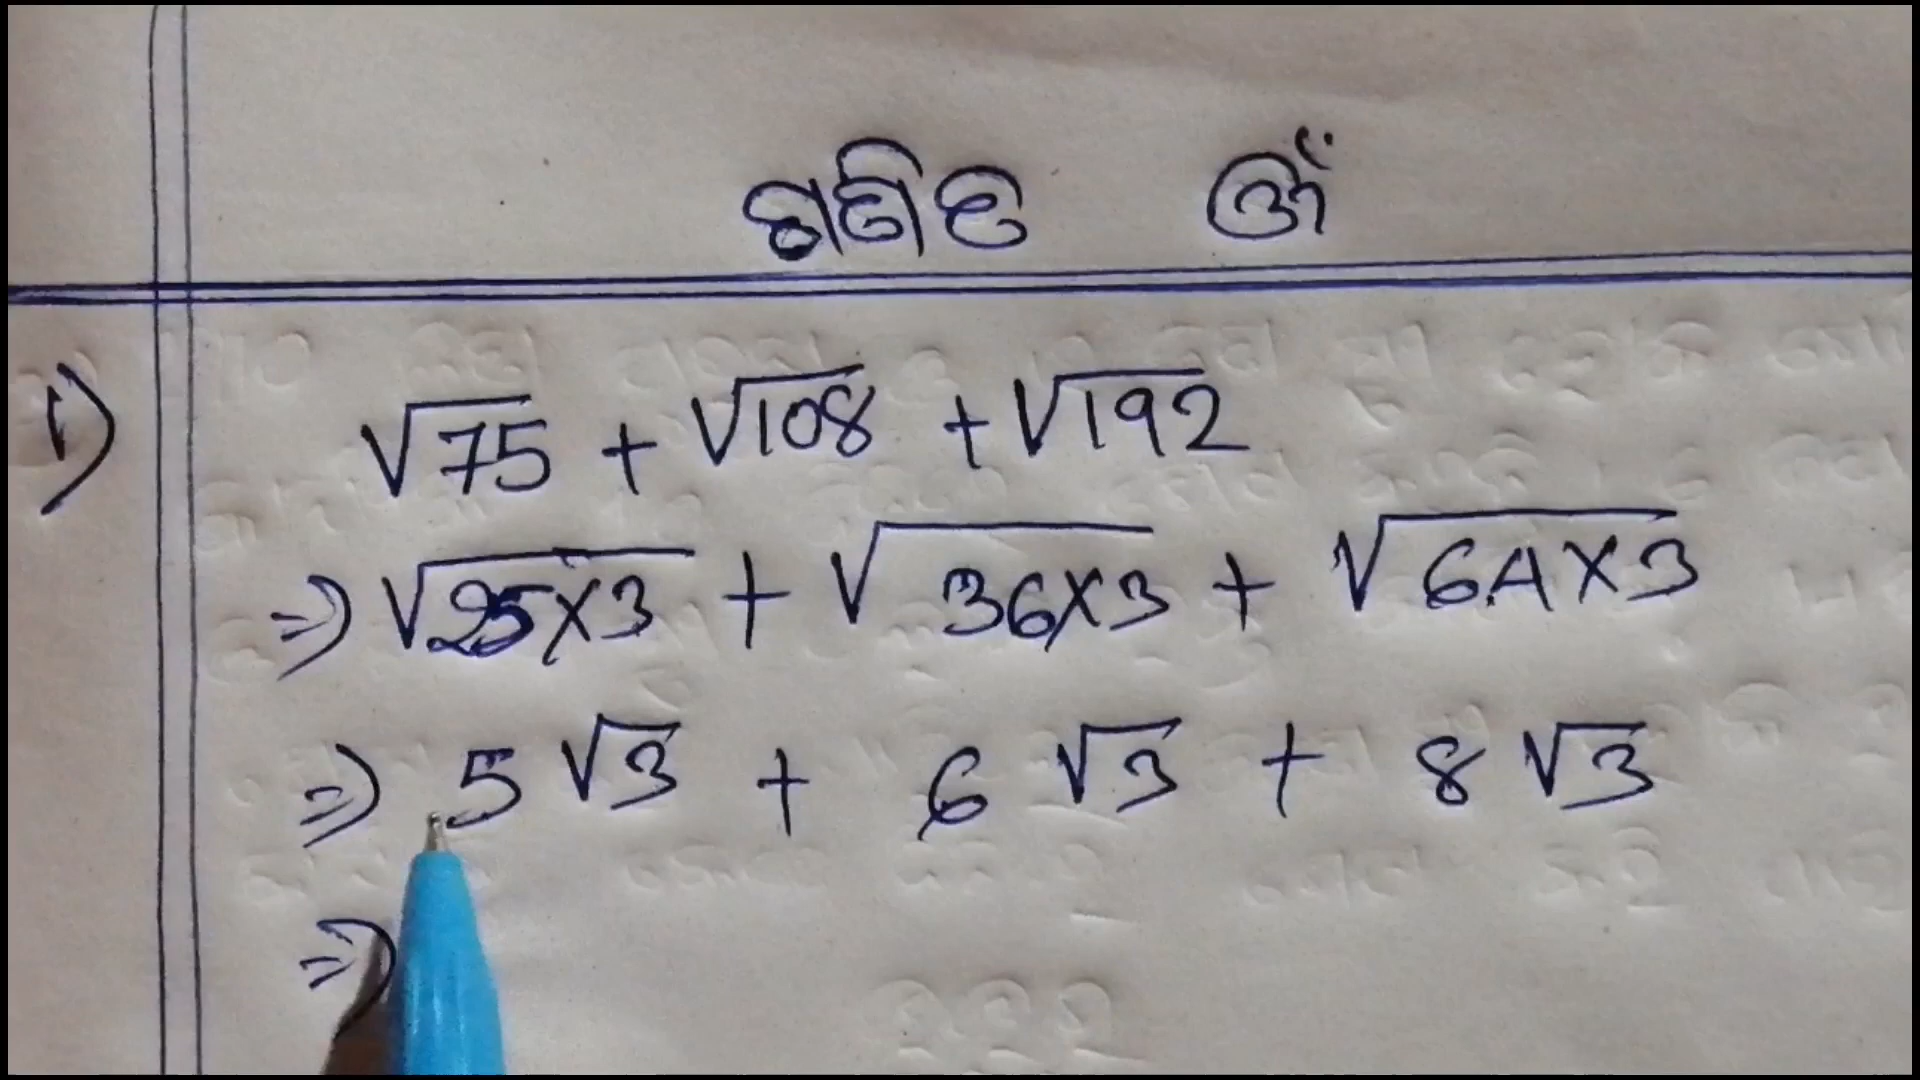 ଗଣିତ ଓଁ
1) √75 + √108 + √192
⇒ √25×3 + √36×3 + √64×3
⇒ 5√3 + 6√3 + 8√3
⇒